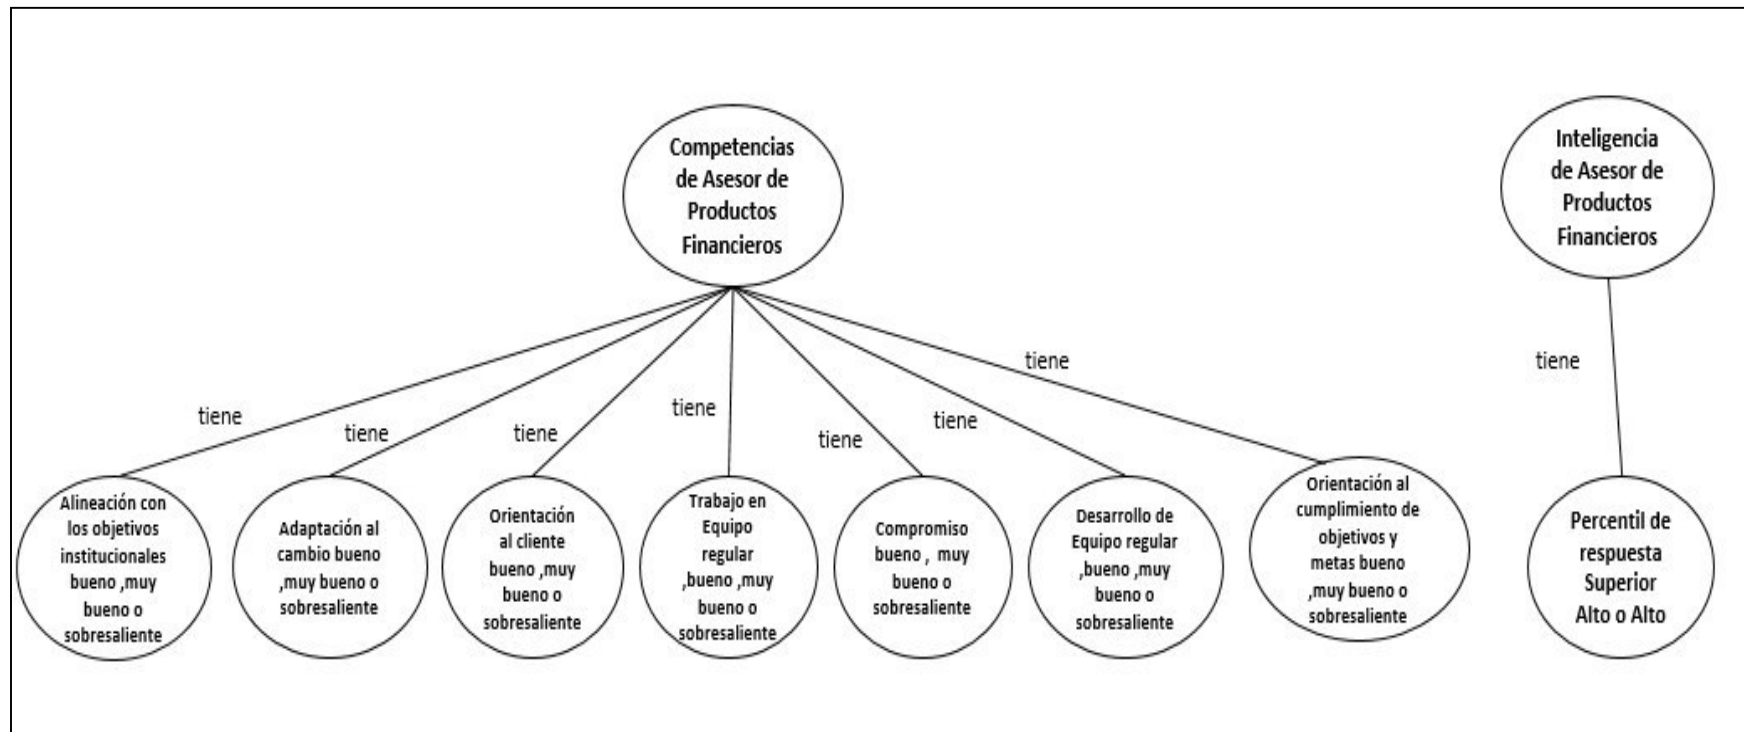 Competencias
de Asesor de
Productos
Financieros
Inteligencia
de Asesor de
Productos
Financieros
tiene
tiene
tiene
tiene
tiene
tiene
tiene
tiene
Alineación con
los objetivos
institucionales
bueno ,muy
bueno o
sobresaliente
Adaptación al
cambio bueno
,muy bueno o
sobresaliente
Orientación
al cliente
bueno ,muy
bueno o
sobresaliente
Trabajo en
Equipo
regular
,bueno ,muy
bueno o
sobresaliente
Compromiso
bueno , muy
bueno o
sobresaliente
Desarrollo de
Equipo regular
,bueno ,muy
bueno o
sobresaliente
Orientación al
cumplimiento de
objetivos y
metas bueno
,muy bueno o
sobresaliente
Percentil de
respuesta
Superior
Alto o Alto